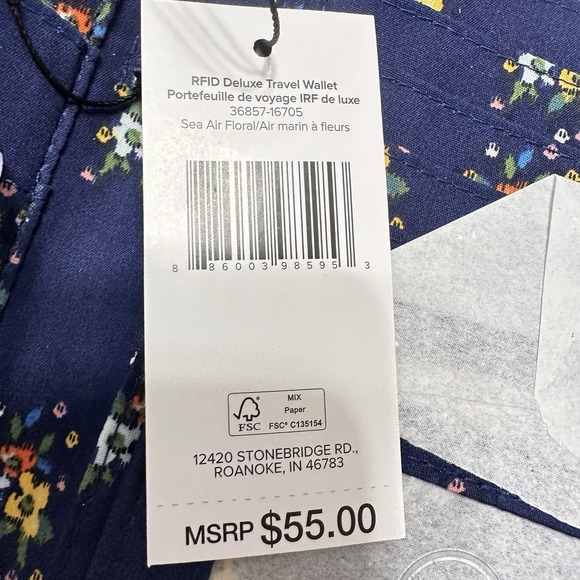 RFID Deluxe Travel Wallet
Portefeuille de voyage IRF de luxe
36857-16705
Sea Air Floral/Air marin à fleurs
8 86003 98595 3
MIX
Paper
FSC
FSC® C135154
12420 STONEBRIDGE RD.,
ROANOKE, IN 46783
MSRP $55.00